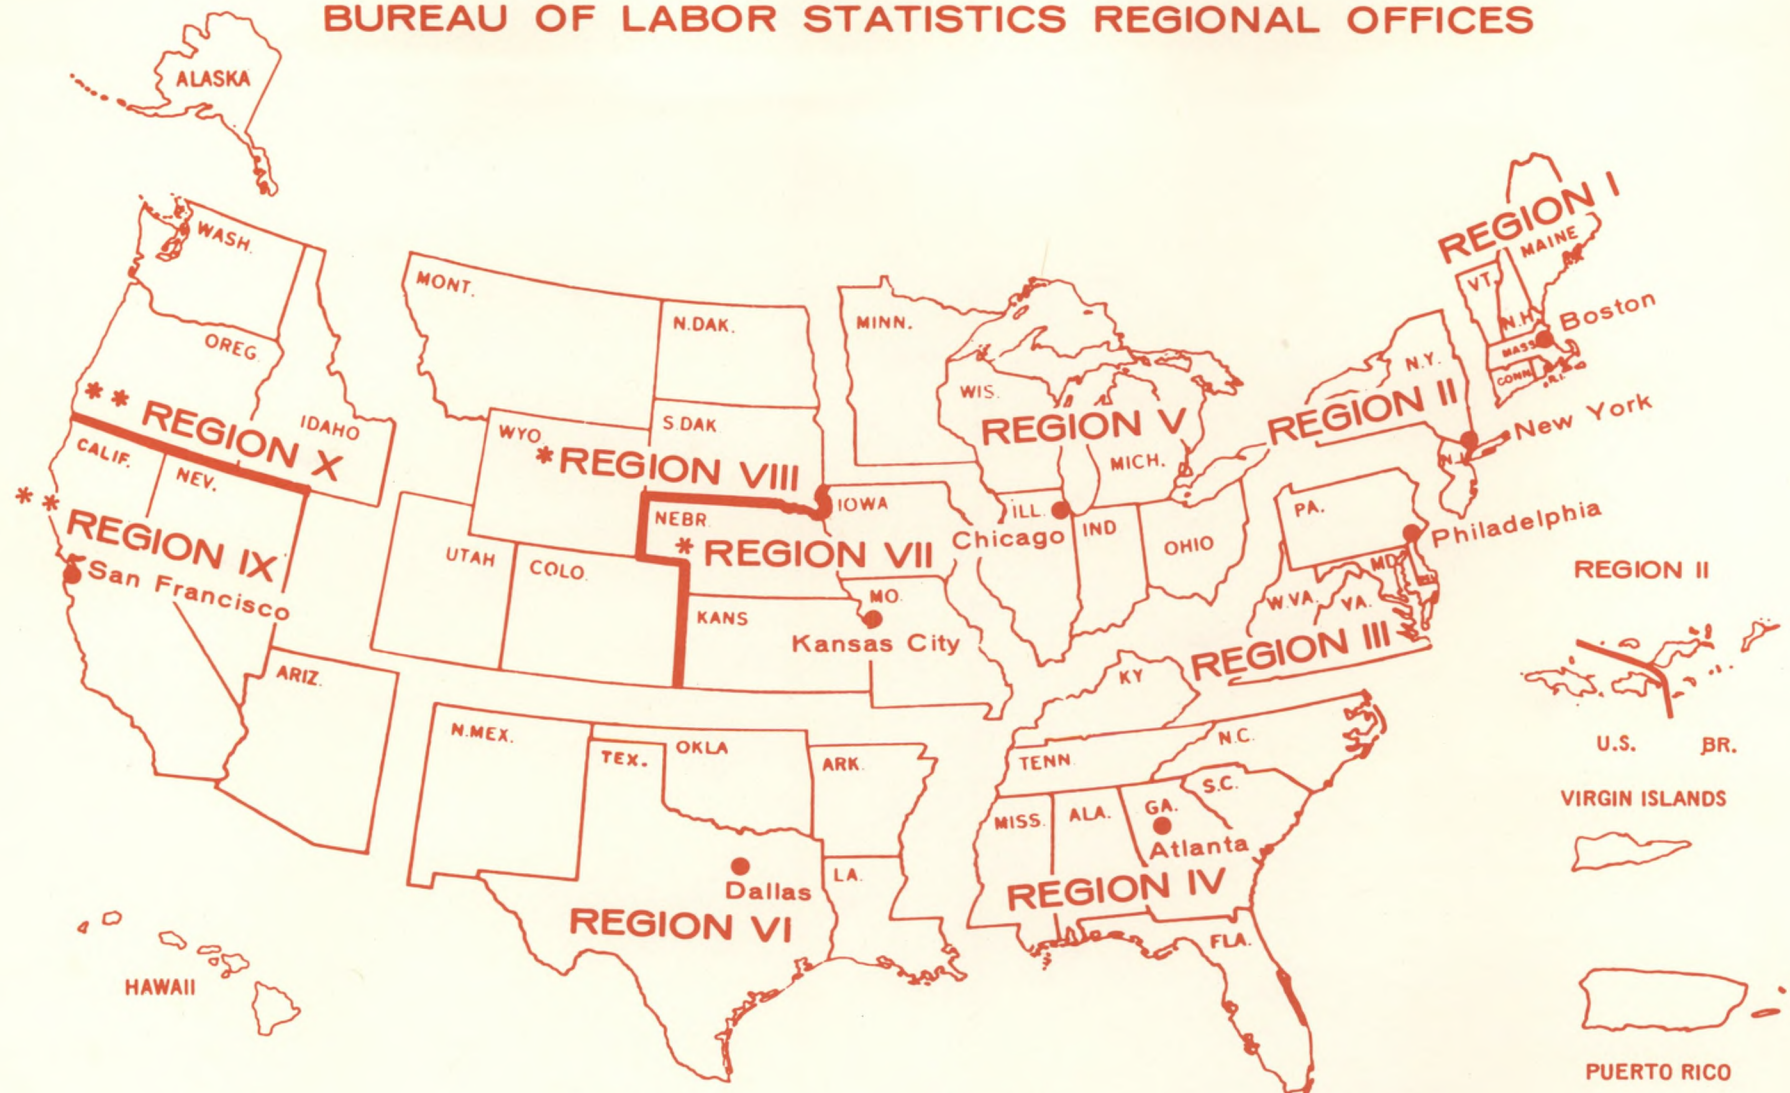 BUREAU OF LABOR STATISTICS REGIONAL OFFICES
ALASKA
REGION I
MAINE
WASH.
VT.
MONT.
N.H.
Boston
N.DAK.
MINN.
OREG.
MASS
N.Y.
CONN.
R.I.
WIS.
* * REGION X
IDAHO
S.DAK
REGION V
REGION II
New York
WYO
CALIF.
*REGION VIII
MICH.
N.J.
NEV.
* *
REGION IX
IOWA
ILL.
PA.
NEBR.
IND
Chicago
OHIO
Philadelphia
* REGION VII
UTAH
COLO.
MD.
DEL.
REGION II
San Francisco
MO.
W.VA.
VA.
KANS
Kansas City
REGION III
ARIZ.
KY
N.MEX.
OKLA
N.C.
U.S.
BR.
TEX.
ARK.
TENN.
S.C.
VIRGIN ISLANDS
MISS.
ALA.
GA.
Atlanta
LA.
Dallas
REGION IV
REGION VI
FLA.
HAWAII
PUERTO RICO